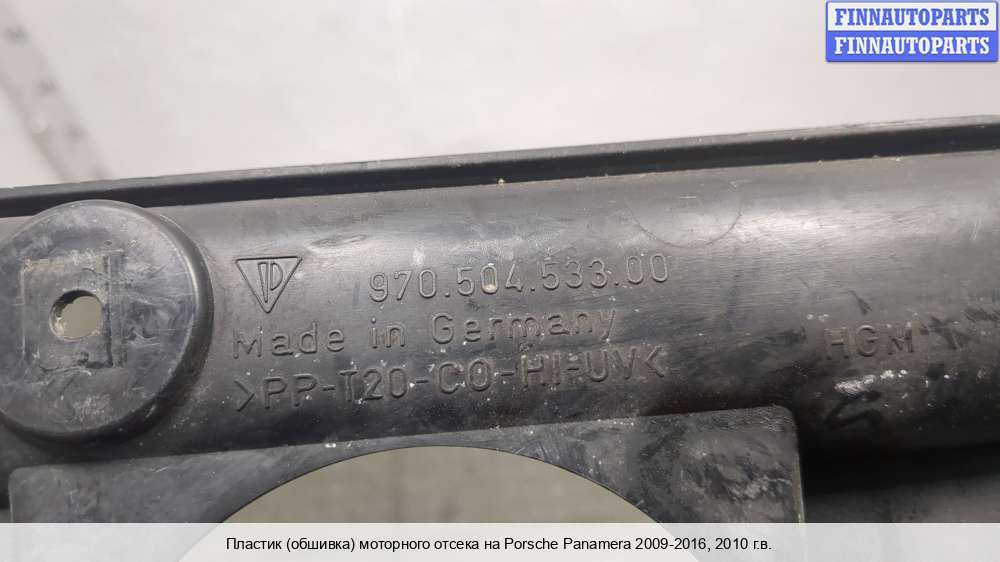 FINNAUTOPARTS
FINNAUTOPARTS
970.504.533.00
Made in Germany
>PP-T20-CO-HI-UV<
HGM 1
Пластик (обшивка) моторного отсека на Porsche Panamera 2009-2016, 2010 г.в.